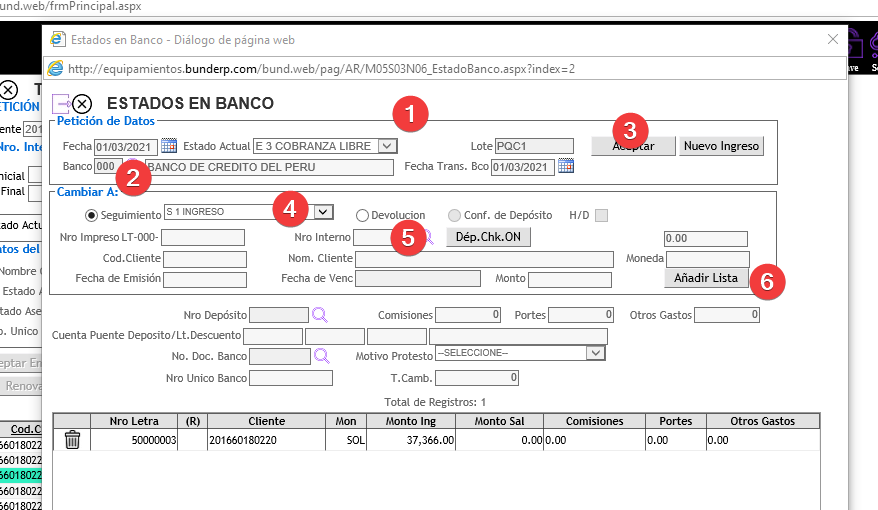 und.web/frmPrincipal.aspx
Estados en Banco - Diálogo de página web
http://equipamientos.bunderp.com/bund.web/pag/AR/M05S03N06_EstadoBanco.aspx?index=2
ESTADOS EN BANCO
Petición de Datos
1
Fecha 01/03/2021 Estado Actual E 3 COBRANZA LIBRE Lote PQC1 Aceptar Nuevo Ingreso
3
Banco 000 BANCO DE CREDITO DEL PERU Fecha Trans. Bco 01/03/2021
2
Cambiar A:
Seguimiento S 1 INGRESO 4 Devolucion Conf. de Depósito H/D
Nro Impreso LT-000- Nro Interno 5 Dép.Chk.ON 0.00
Cod.Cliente Nom. Cliente Moneda
Fecha de Emisión Fecha de Venc Monto Añadir Lista 6
Nro Depósito Comisiones 0 Portes 0 Otros Gastos 0
Cuenta Puente Deposito/Lt.Descuento
No. Doc. Banco Motivo Protesto --SELECCIONE--
Nro Unico Banco T.Camb. 0
Total de Registros: 1
Nro Letra (R) Cliente Mon Monto Ing Monto Sal Comisiones Portes Otros Gastos
50000003 201660180220 SOL 37,366.00 0.00 0.00 0.00 0.00